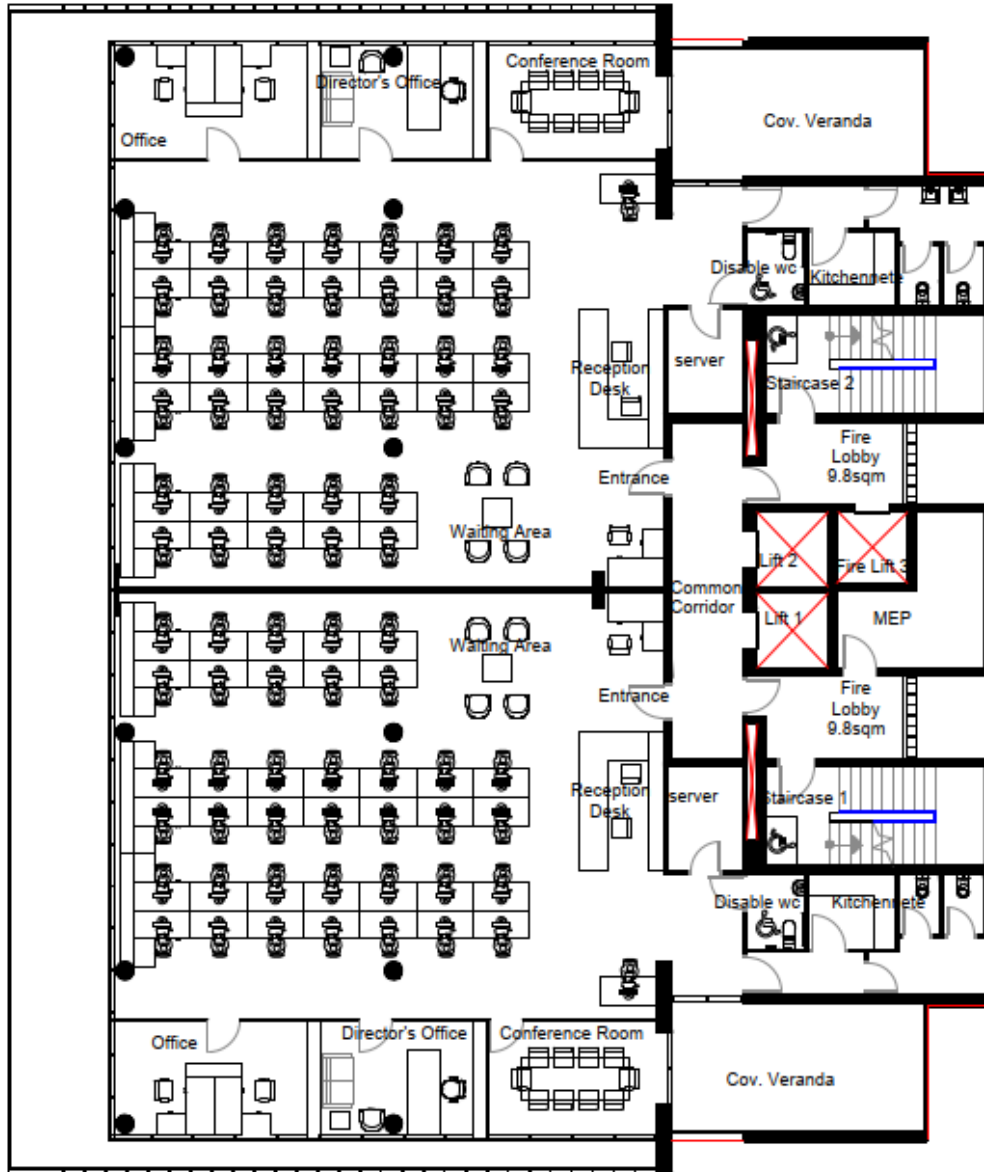 Conference Room
Director's Office
Cov. Veranda
Office
Disable wc
Kitchennete
server
Reception
Desk
Staircase 2
Fire
Lobby
9.8sqm
Entrance
Waiting Area
Lift 2
Fire Lift 3
Common
Corridor
Lift 1
MEP
Waiting Area
Entrance
Fire
Lobby
9.8sqm
Reception
Desk
server
Staircase 1
Disable wc
Kitchennete
Office
Director's Office
Conference Room
Cov. Veranda